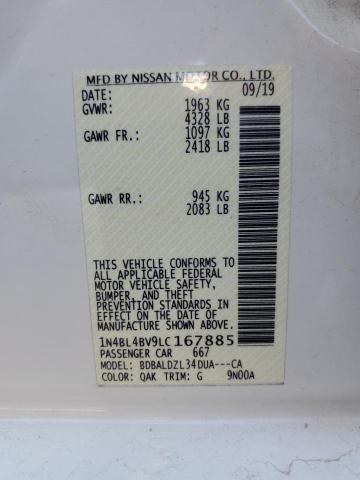 MFD BY NISSAN MOTOR CO., LTD.
DATE: 09/19
GVWR: 1963 KG
4328 LB
GAWR FR.: 1097 KG
2418 LB
GAWR RR.: 945 KG
2083 LB
THIS VEHICLE CONFORMS TO
ALL APPLICABLE FEDERAL
MOTOR VEHICLE SAFETY,
BUMPER, AND THEFT
PREVENTION STANDARDS IN
EFFECT ON THE DATE OF
MANUFACTURE SHOWN ABOVE.
1N4BL4BV9LC167885
PASSENGER CAR 667
MODEL: BDBALDZL34DUA---CA
COLOR: QAK TRIM: G 9N00A